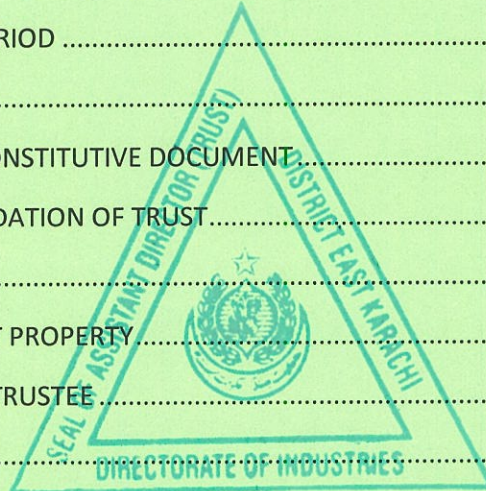 RIOD ........................................................
................................................................
ONSTITUTIVE DOCUMENT................................
DATION OF TRUST...........................................
................................................................
T PROPERTY.....................................................
TRUSTEE..........................................................
................................................................
SEAL OF ASSISTANT DIRECTOR (TRUST)
DISTRICT EAST KARACHI
DIRECTORATE OF INDUSTRIES